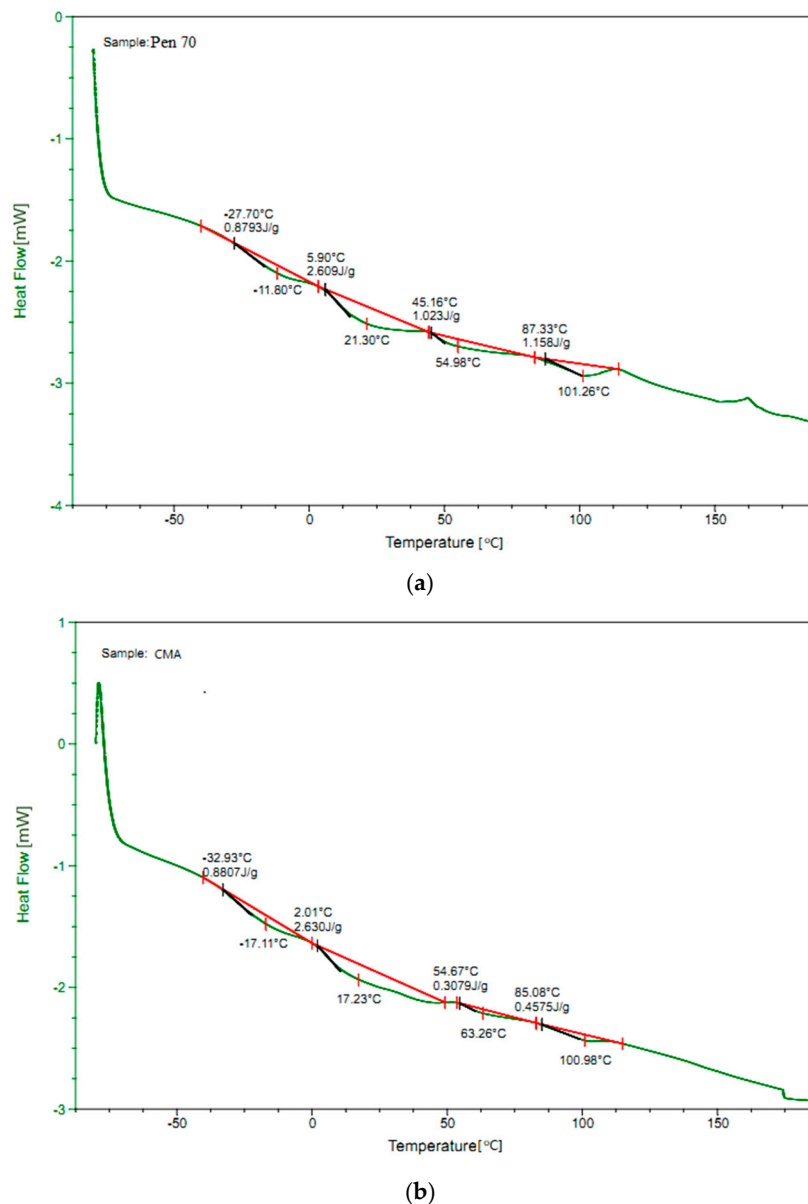 0
Sample: Pen 70
-1
-27.70°C
0.8793J/g
-2
5.90°C
2.609J/g
-11.80°C
45.16°C
1.023J/g
87.33°C
1.158J/g
21.30°C
54.98°C
101.26°C
-3
-4
Heat Flow [mW]
-50
0
50
100
150
Temperature [°C]
(a)
1
Sample: CMA
0
-1
-32.93°C
0.8807J/g
2.01°C
2.630J/g
-17.11°C
-2
54.67°C
0.3079J/g
85.08°C
0.4575J/g
17.23°C
63.26°C
100.98°C
-3
Heat Flow [mW]
-50
0
50
100
150
Temperature [°C]
(b)